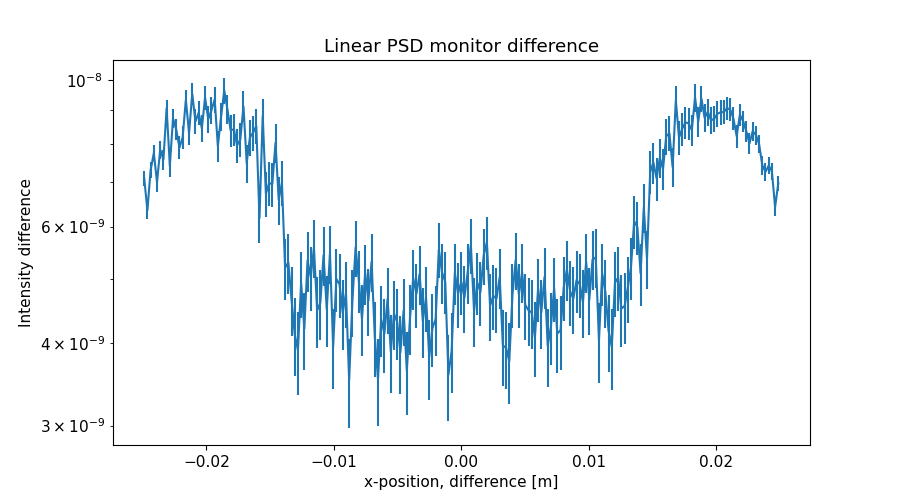 Linear PSD monitor difference
Intensity difference
10⁻⁸
6 × 10⁻⁹
4 × 10⁻⁹
3 × 10⁻⁹
−0.02 −0.01 0.00 0.01 0.02
x-position, difference [m]